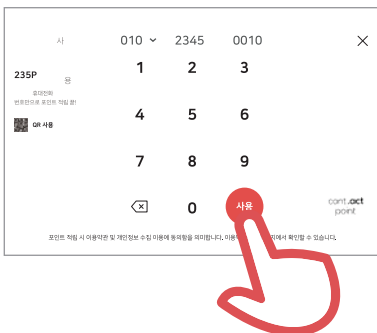 사
010 2345 0010
1 2 3
235P
용
휴대전화
번호만으로 포인트 적립 끝!
QR 사용
4 5 6
7 8 9
0 사용
cont.act
point
포인트 적립 시 이용약관 및 개인정보 수집 이용에 동의함을 의미합니다. 에서 확인할 수 있습니다.